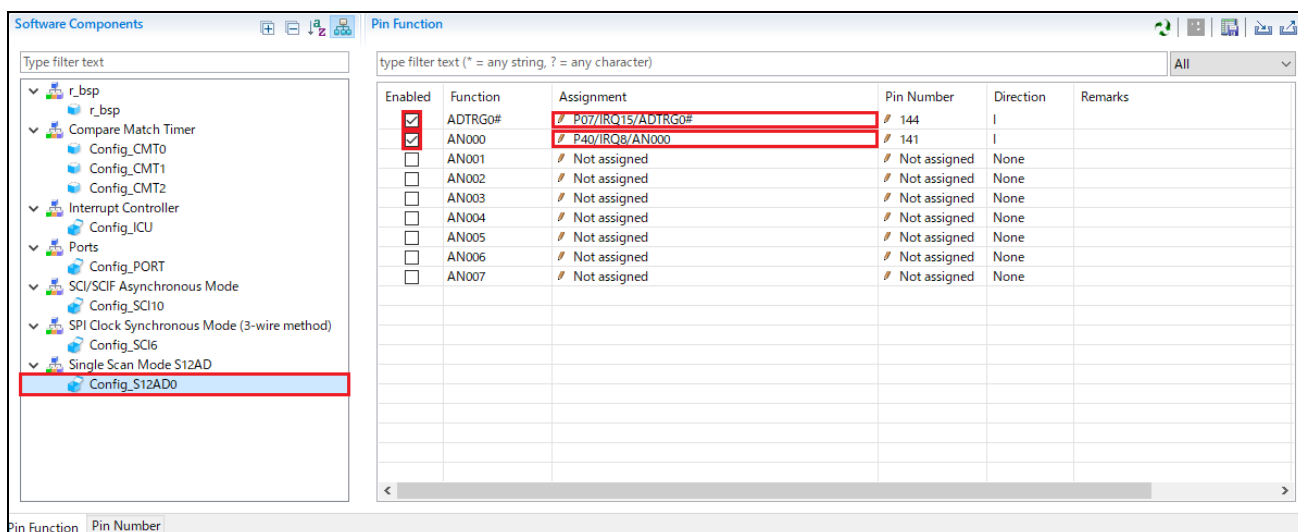 Software Components
Type filter text
r_bsp
r_bsp
Compare Match Timer
Config_CMT0
Config_CMT1
Config_CMT2
Interrupt Controller
Config_ICU
Ports
Config_PORT
SCI/SCIF Asynchronous Mode
Config_SCI10
SPI Clock Synchronous Mode (3-wire method)
Config_SCI6
Single Scan Mode S12AD
Config_S12AD0
Pin Function
type filter text (* = any string, ? = any character) All
Enabled Function Assignment Pin Number Direction Remarks
ADTRG0# P07/IRQ15/ADTRG0# 144 I
AN000 P40/IRQ8/AN000 141 I
AN001 Not assigned Not assigned None
AN002 Not assigned Not assigned None
AN003 Not assigned Not assigned None
AN004 Not assigned Not assigned None
AN005 Not assigned Not assigned None
AN006 Not assigned Not assigned None
AN007 Not assigned Not assigned None
Pin Function Pin Number